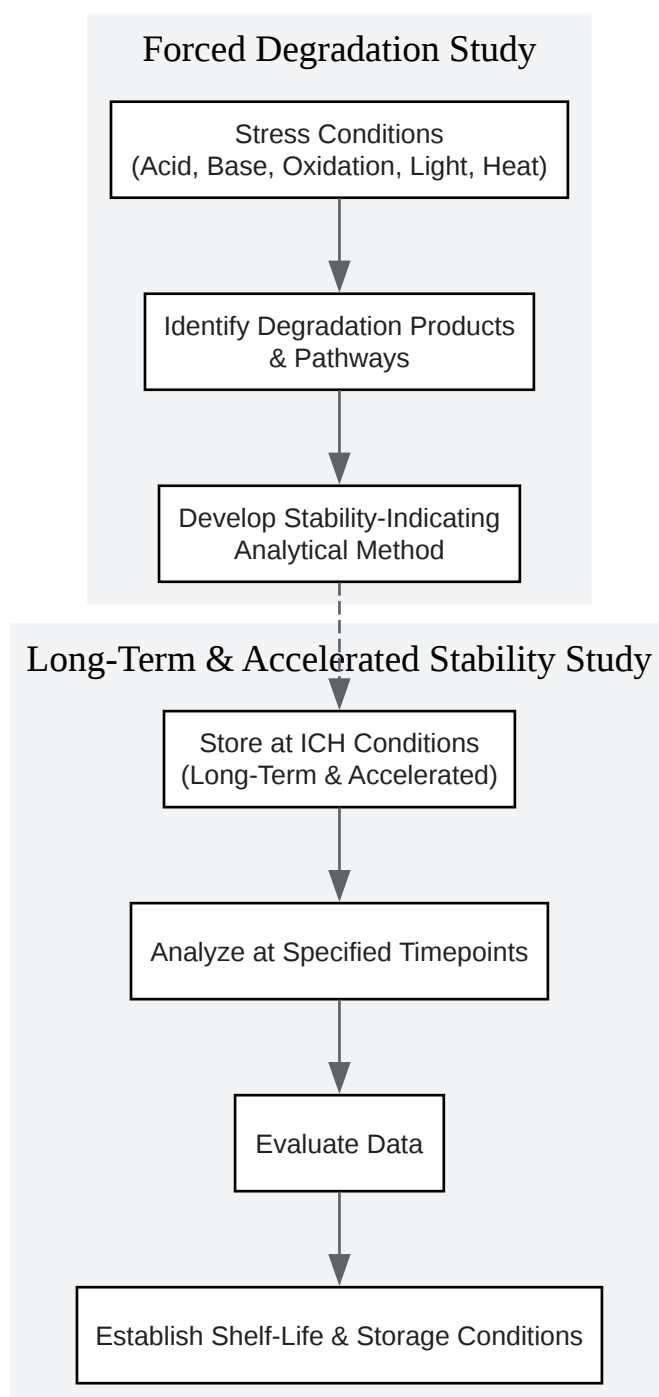 Forced Degradation Study
Stress Conditions
(Acid, Base, Oxidation, Light, Heat)
Identify Degradation Products
& Pathways
Develop Stability-Indicating
Analytical Method
Long-Term & Accelerated Stability Study
Store at ICH Conditions
(Long-Term & Accelerated)
Analyze at Specified Timepoints
Evaluate Data
Establish Shelf-Life & Storage Conditions